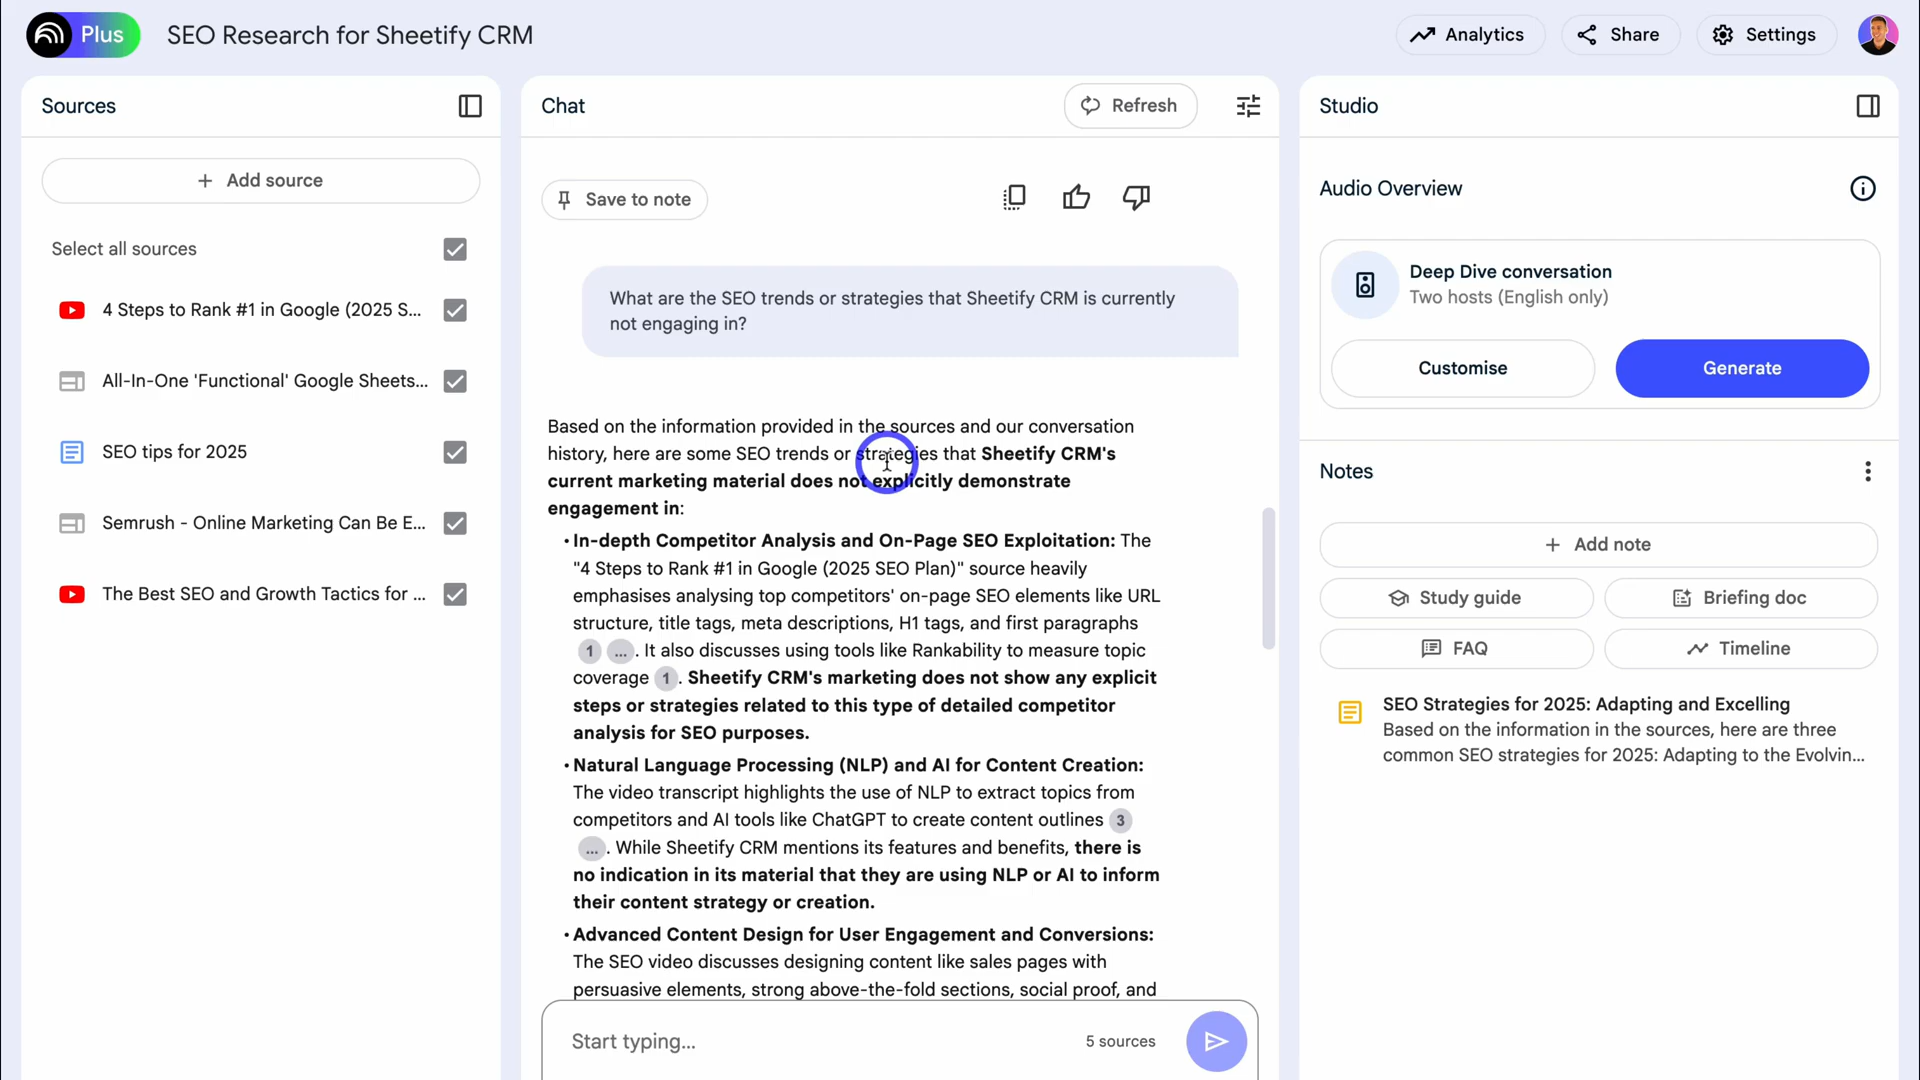 Plus
SEO Research for Sheetify CRM
Analytics
Share
Settings
Sources
Add source
Select all sources
4 Steps to Rank #1 in Google (2025 S...
All-In-One 'Functional' Google Sheets...
SEO tips for 2025
Semrush - Online Marketing Can Be E...
The Best SEO and Growth Tactics for ...
Chat
Refresh
Save to note
What are the SEO trends or strategies that Sheetify CRM is currently
not engaging in?
Based on the information provided in the sources and our conversation
history, here are some SEO trends or strategies that Sheetify CRM's
current marketing material does not explicitly demonstrate
engagement in:
• In-depth Competitor Analysis and On-Page SEO Exploitation: The
"4 Steps to Rank #1 in Google (2025 SEO Plan)" source heavily
emphasises analysing top competitors' on-page SEO elements like URL
structure, title tags, meta descriptions, H1 tags, and first paragraphs
1 ... . It also discusses using tools like Rankability to measure topic
coverage 1 . Sheetify CRM's marketing does not show any explicit
steps or strategies related to this type of detailed competitor
analysis for SEO purposes.
• Natural Language Processing (NLP) and AI for Content Creation:
The video transcript highlights the use of NLP to extract topics from
competitors and AI tools like ChatGPT to create content outlines 3
... . While Sheetify CRM mentions its features and benefits, there is
no indication in its material that they are using NLP or AI to inform
their content strategy or creation.
• Advanced Content Design for User Engagement and Conversions:
The SEO video discusses designing content like sales pages with
persuasive elements, strong above-the-fold sections, social proof, and
Start typing...
5 sources
Studio
Audio Overview
Deep Dive conversation
Two hosts (English only)
Customise
Generate
Notes
Add note
Study guide
Briefing doc
FAQ
Timeline
SEO Strategies for 2025: Adapting and Excelling
Based on the information in the sources, here are three
common SEO strategies for 2025: Adapting to the Evolvin...